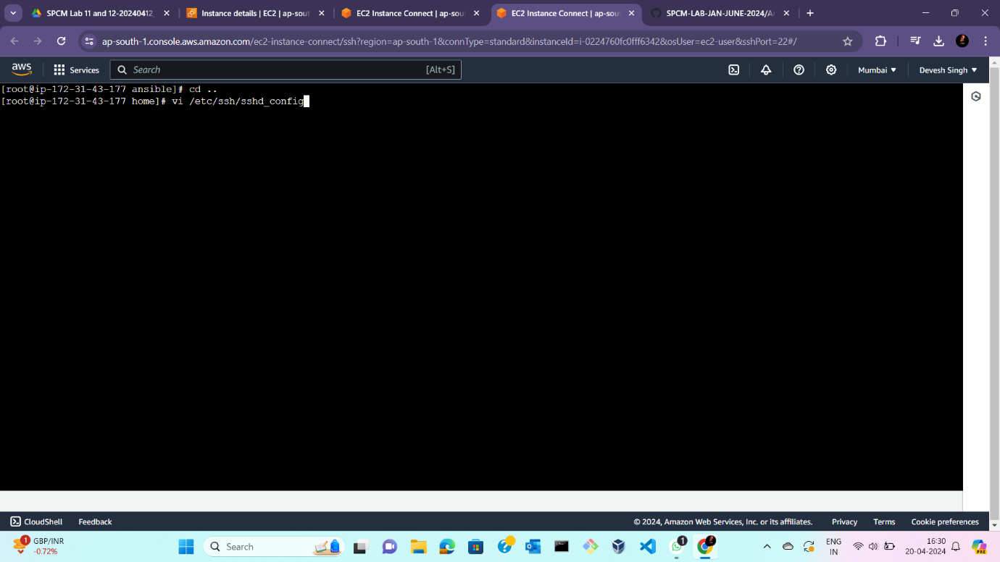 SPCM Lab 11 and 12-20240412_
Instance details | EC2 | ap-sout
EC2 Instance Connect | ap-sou
EC2 Instance Connect | ap-sou
SPCM-LAB-JAN-JUNE-2024/An
ap-south-1.console.aws.amazon.com/ec2-instance-connect/ssh?region=ap-south-1&connType=standard&instanceId=i-0224760fc0fff6342&osUser=ec2-user&sshPort=22#/
aws
Services
Search
[Alt+S]
Mumbai
Devesh Singh
[root@ip-172-31-43-177 ansible]# cd ..
[root@ip-172-31-43-177 home]# vi /etc/ssh/sshd_config
CloudShell
Feedback
© 2024, Amazon Web Services, Inc. or its affiliates.
Privacy
Terms
Cookie preferences
1
GBP/INR
-0.72%
Search
1
ENG
IN
16:30
20-04-2024
PRE